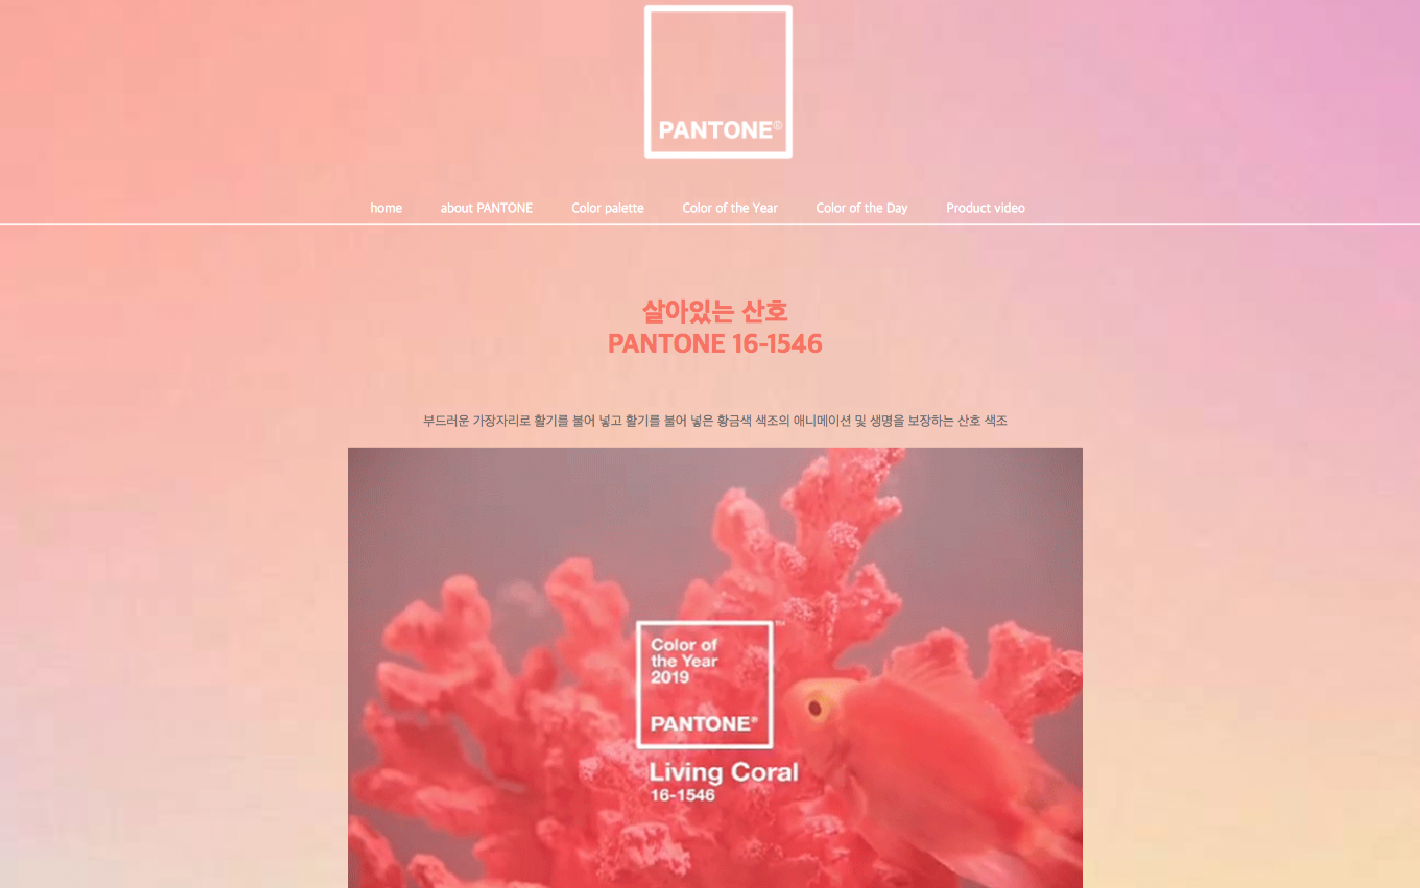 PANTONE®
home about PANTONE Color palette Color of the Year Color of the Day Product video
살아있는 산호
PANTONE 16-1546
부드러운 가장자리로 활기를 불어 넣고 활기를 불어 넣은 황금색 색조의 애니메이션 및 생명을 보장하는 산호 색조
Color of
the Year
2019
PANTONE®
™
Living Coral
16-1546